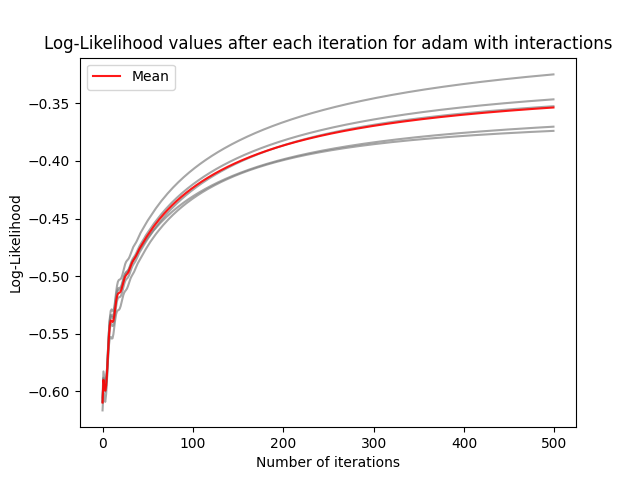 Log-Likelihood values after each iteration for adam with interactions
Mean
−0.35
−0.40
−0.45
−0.50
−0.55
−0.60
Log-Likelihood
0 100 200 300 400 500
Number of iterations